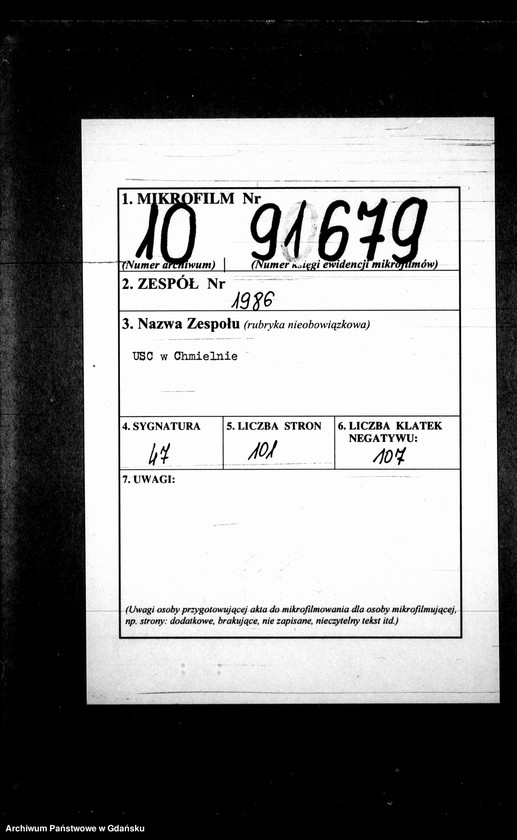 1. MIKROFILM Nr
10 91679
(Numer archiwum) (Numer księgi ewidencji mikrofilmów)
2. ZESPÓŁ Nr
1986
3. Nazwa Zespołu (rubryka nieobowiązkowa)
USC w Chmielnie
4. SYGNATURA 5. LICZBA STRON 6. LICZBA KLATEK
NEGATYWU:
47 101 107
7. UWAGI:
(Uwagi osoby przygotowującej akta do mikrofilmowania dla osoby mikrofilmującej,
np. strony: dodatkowe, brakujące, nie zapisane, nieczytelny tekst itd.)
Archiwum Państwowe w Gdańsku